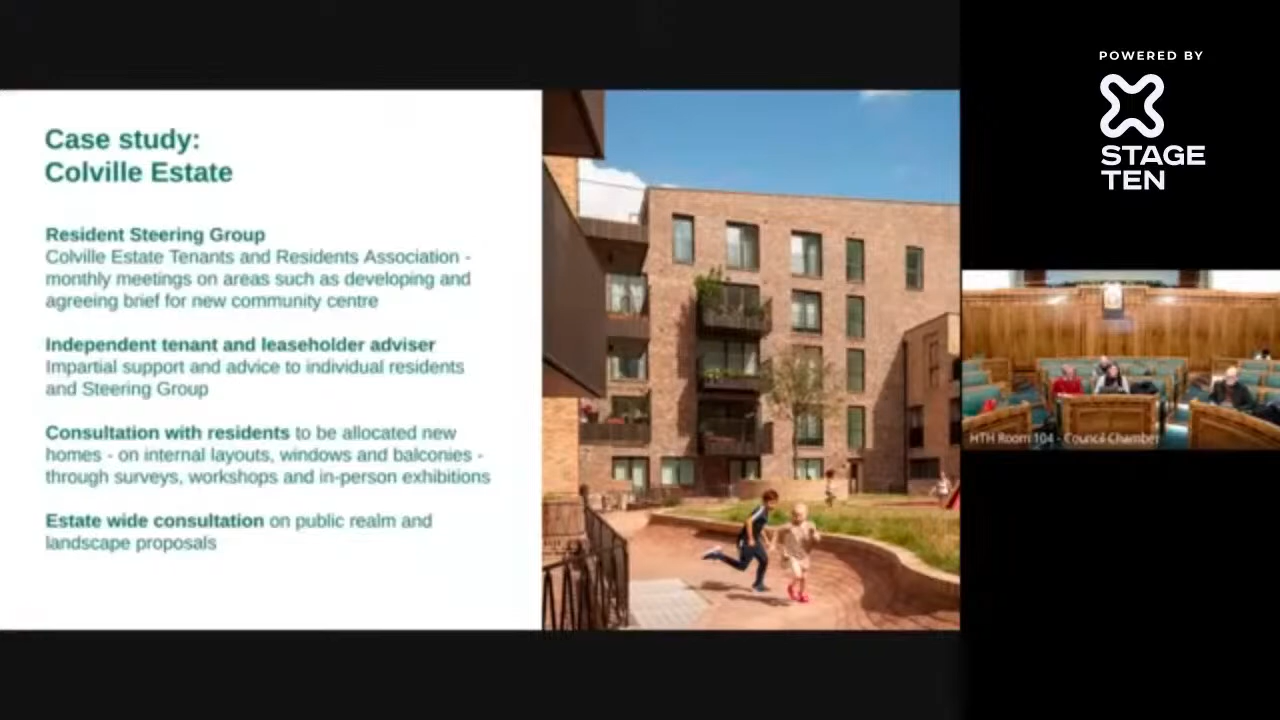 Case study:
Colville Estate
Resident Steering Group
Colville Estate Tenants and Residents Association -
monthly meetings on areas such as developing and
agreeing brief for new community centre
Independent tenant and leaseholder adviser
Impartial support and advice to individual residents
and Steering Group
Consultation with residents to be allocated new
homes - on internal layouts, windows and balconies -
through surveys, workshops and in-person exhibitions
Estate wide consultation on public realm and
landscape proposals
POWERED BY
STAGE
TEN
HTH Room 104 - Council Chamber